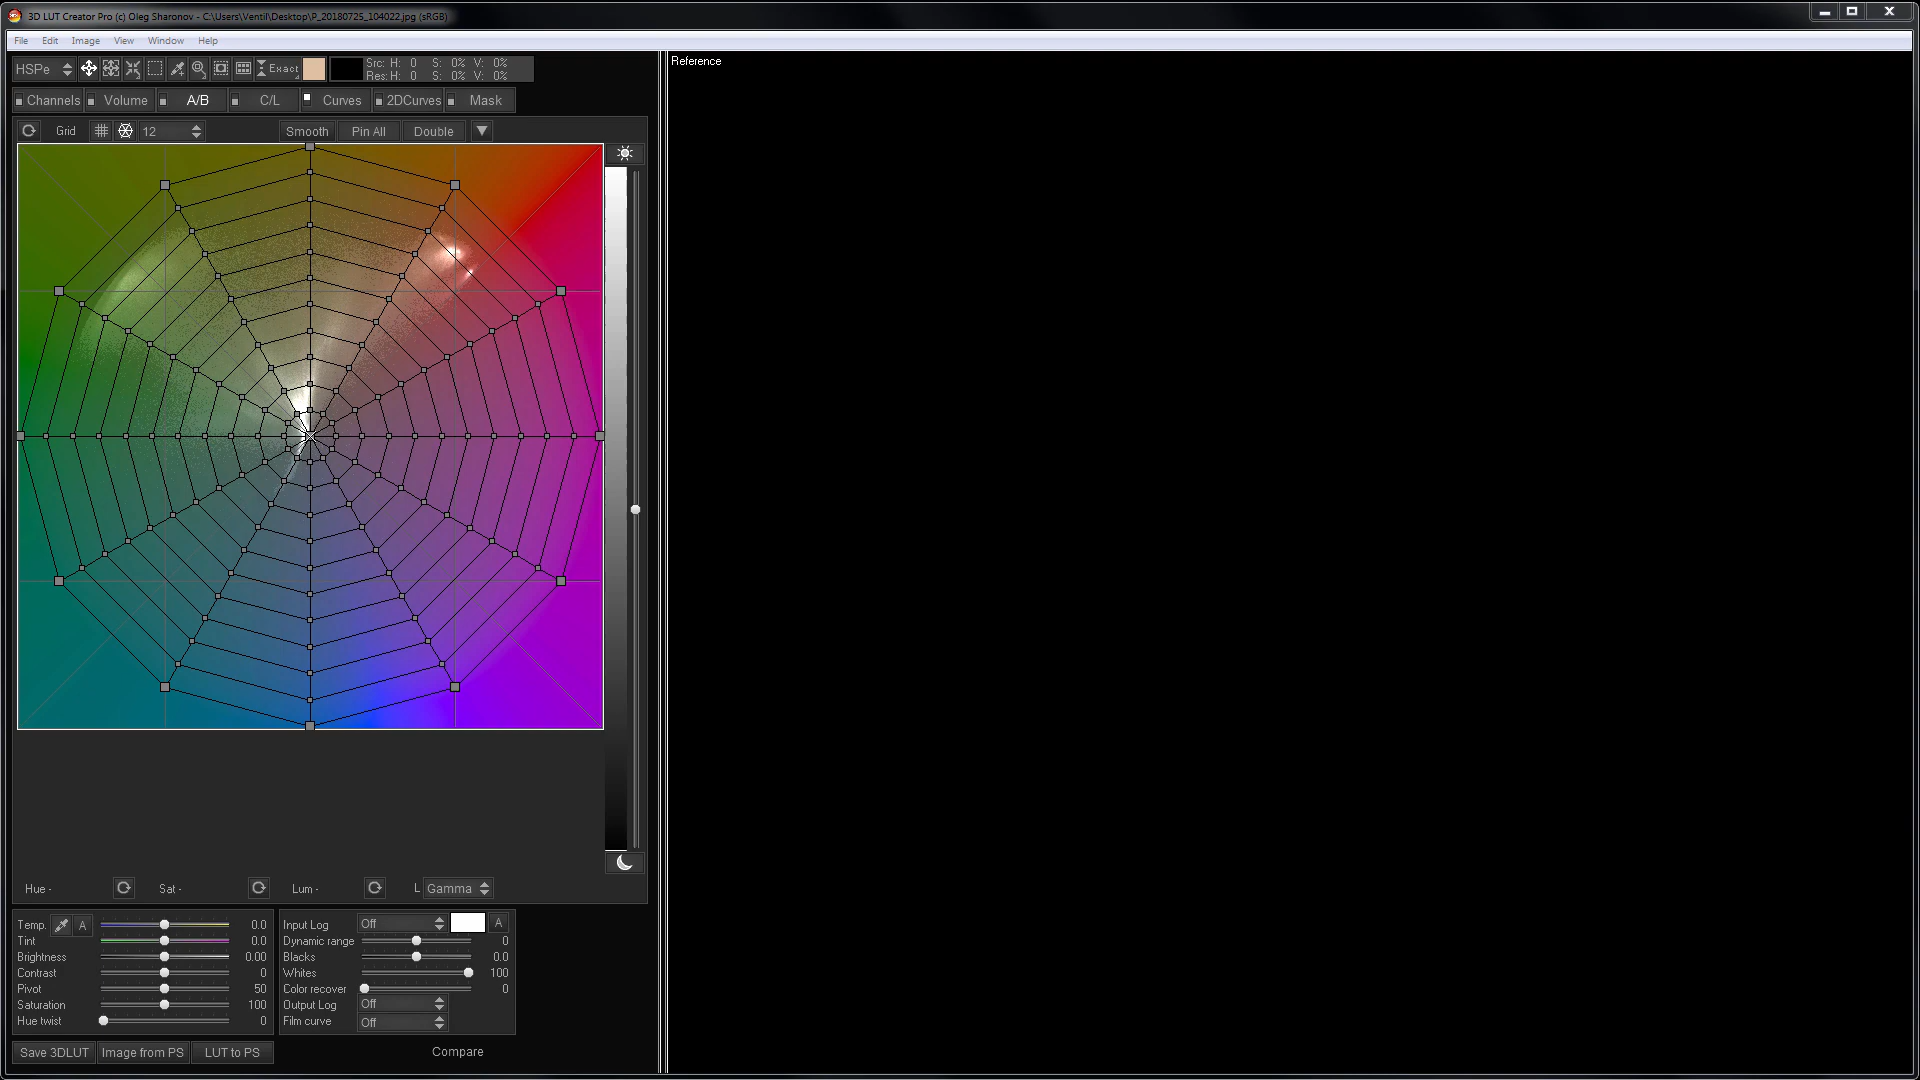 3D LUT Creator Pro (c) Oleg Sharonov - C:\Users\Ventil\Desktop\P_20180725_104022.jpg (sRGB)
File Edit Image View Window Help
HSPe Exact Src: H: 0 S: 0% V: 0%
Res: H: 0 S: 0% V: 0%
Reference
Channels Volume A/B C/L Curves 2DCurves Mask
Grid 12 Smooth Pin All Double
Hue - Sat - Lum - L Gamma
Temp. A 0.0 Input Log Off A
Tint 0.0 Dynamic range 0
Brightness 0.00 Blacks 0.0
Contrast 0 Whites 100
Pivot 50 Color recover 0
Saturation 100 Output Log Off
Hue twist 0 Film curve Off
Save 3DLUT Image from PS LUT to PS Compare